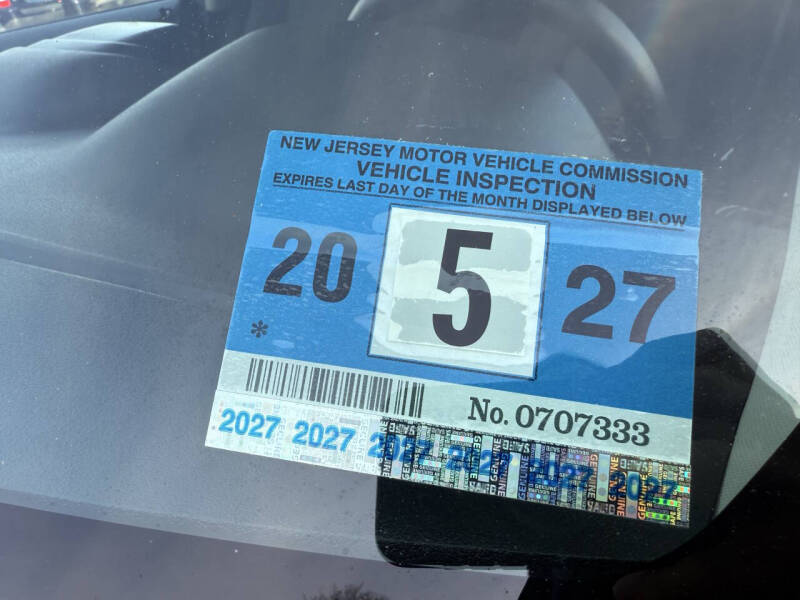 NEW JERSEY MOTOR VEHICLE COMMISSION
VEHICLE INSPECTION
EXPIRES LAST DAY OF THE MONTH DISPLAYED BELOW
20 5 27
*
No. 0707333
2027 2027 2027 2027 2027 2027
GENUINE